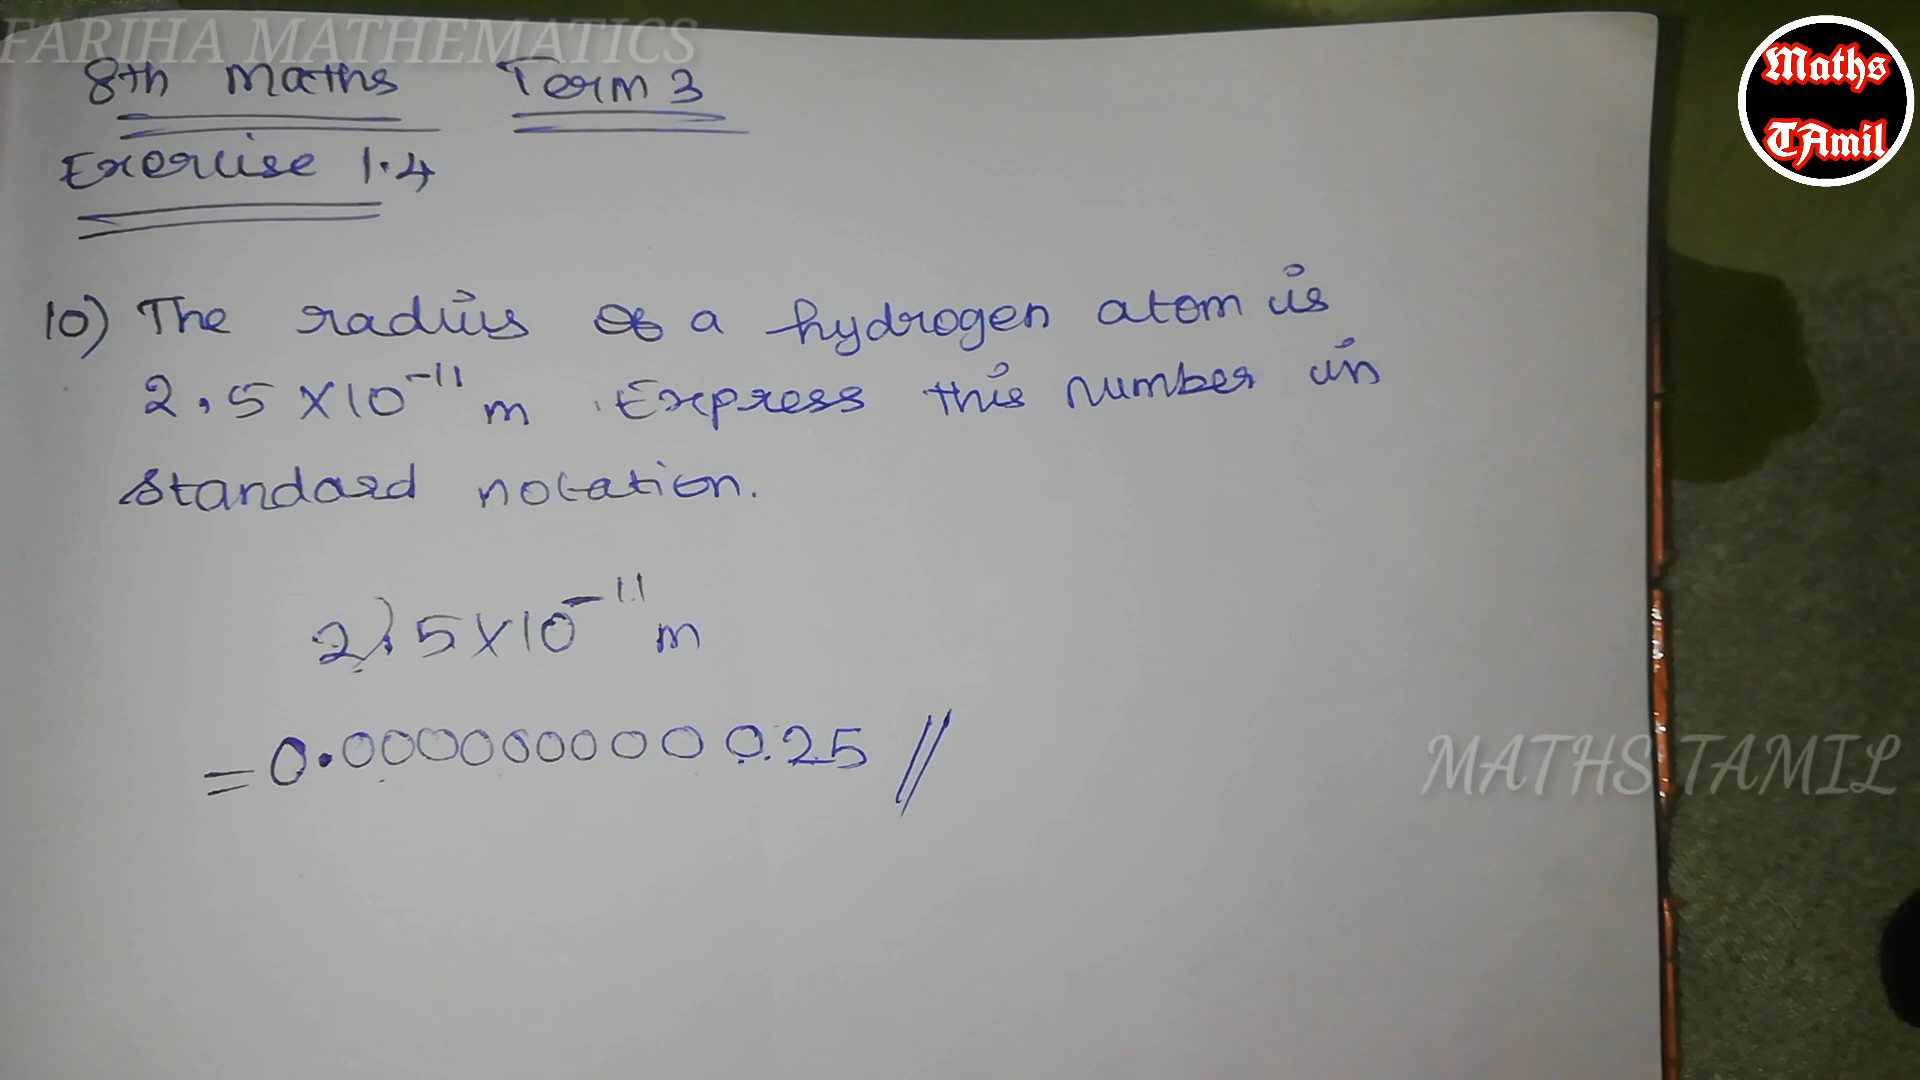 FARIHA MATHEMATICS
8th Maths Term 3
Exercise 1.4
10) The radius of a hydrogen atom is
2.5 × 10⁻¹¹ m. Express this number in
standard notation.
2.5 × 10⁻¹¹ m
= 0.000000000025 //
Maths
TAmil
MATHS TAMIL